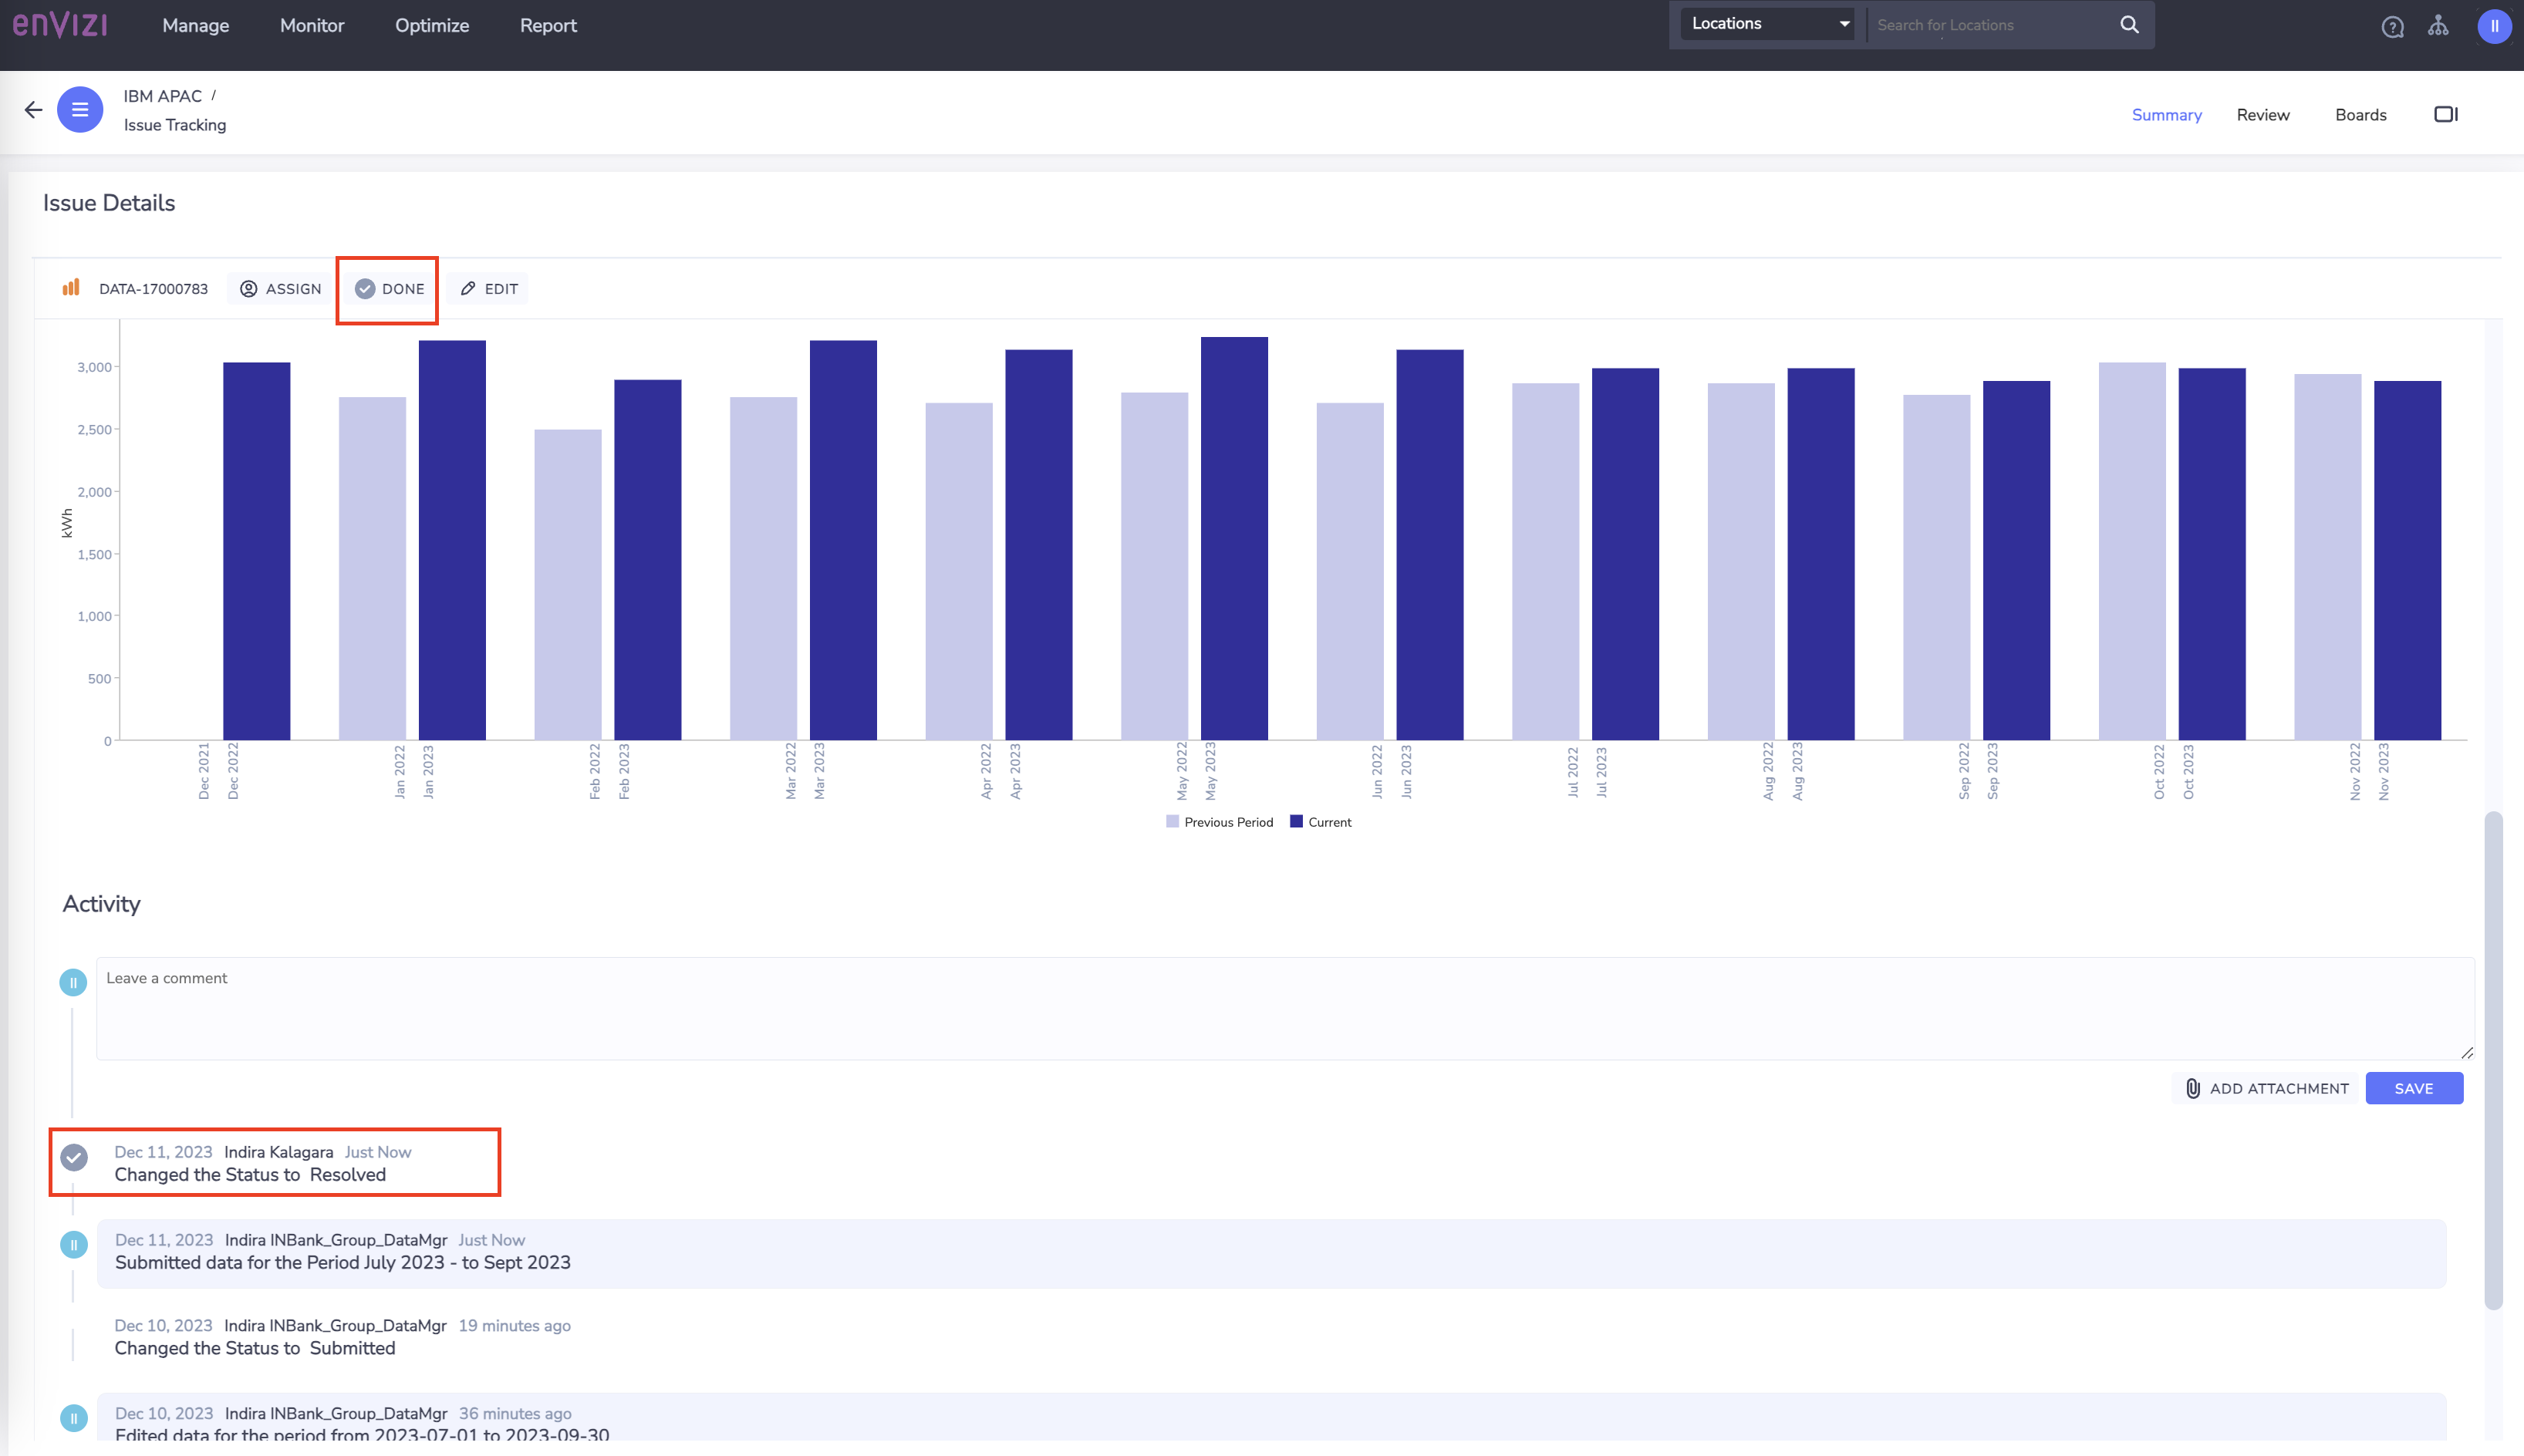 enVIZI
Manage Monitor Optimize Report
Locations
Search for Locations
II
IBM APAC /
Issue Tracking
Summary Review Boards
Issue Details
DATA-17000783 ASSIGN DONE EDIT
3,000
2,500
2,000
1,500
1,000
500
0
kWh
Dec 2021
Dec 2022
Jan 2022
Jan 2023
Feb 2022
Feb 2023
Mar 2022
Mar 2023
Apr 2022
Apr 2023
May 2022
May 2023
Jun 2022
Jun 2023
Jul 2022
Jul 2023
Aug 2022
Aug 2023
Sep 2022
Sep 2023
Oct 2022
Oct 2023
Nov 2022
Nov 2023
Previous Period Current
Activity
II
Leave a comment
ADD ATTACHMENT SAVE
Dec 11, 2023 Indira Kalagara Just Now
Changed the Status to Resolved
II
Dec 11, 2023 Indira INBank_Group_DataMgr Just Now
Submitted data for the Period July 2023 - to Sept 2023
Dec 10, 2023 Indira INBank_Group_DataMgr 19 minutes ago
Changed the Status to Submitted
II
Dec 10, 2023 Indira INBank_Group_DataMgr 36 minutes ago
Edited data for the period from 2023-07-01 to 2023-09-30